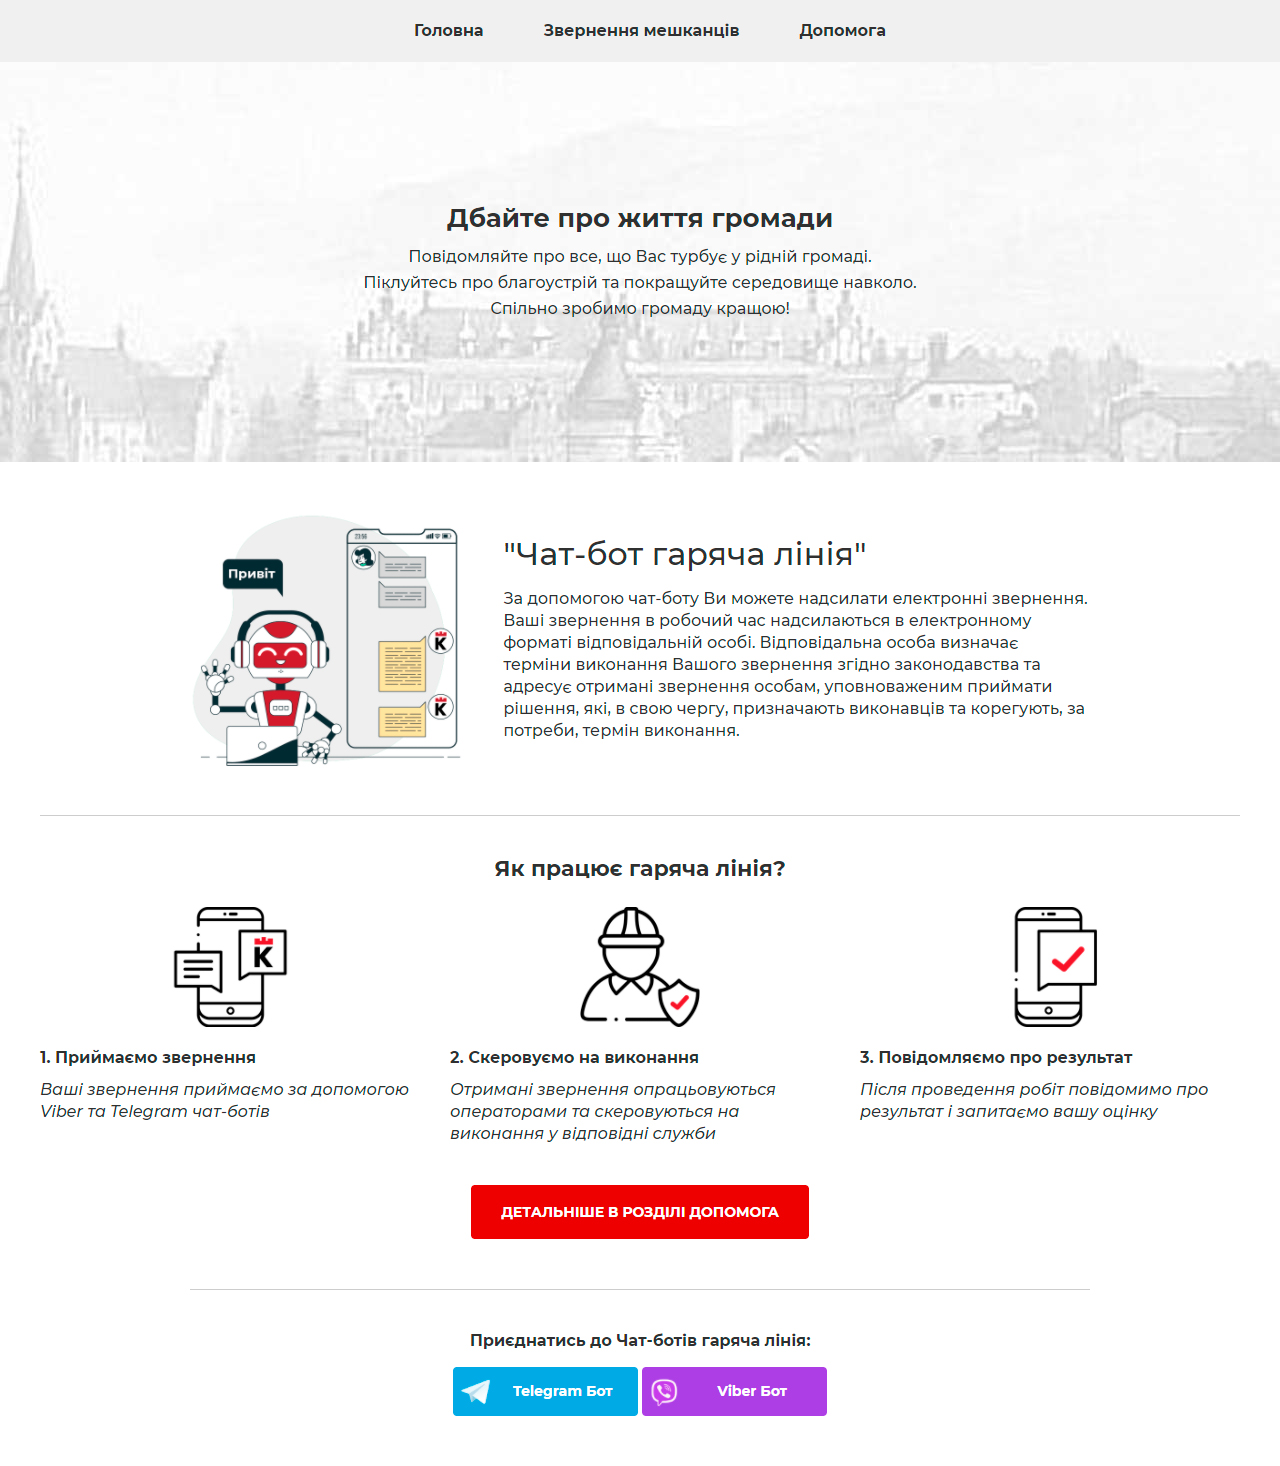 Головна Звернення мешканців Допомога
Дбайте про життя громади
Повідомляйте про все, що Вас турбує у рідній громаді.
Піклуйтесь про благоустрій та покращуйте середовище навколо.
Спільно зробимо громаду кращою!
23:56
Привіт
K
K
"Чат-бот гаряча лінія"
За допомогою чат-боту Ви можете надсилати електронні звернення.
Ваші звернення в робочий час надсилаються в електронному
форматі відповідальній особі. Відповідальна особа визначає
терміни виконання Вашого звернення згідно законодавства та
адресує отримані звернення особам, уповноваженим приймати
рішення, які, в свою чергу, призначають виконавців та корегують, за
потреби, термін виконання.
Як працює гаряча лінія?
K
1. Приймаємо звернення
Ваші звернення приймаємо за допомогою
Viber та Telegram чат-ботів
2. Скеровуємо на виконання
Отримані звернення опрацьовуються
операторами та скеровуються на
виконання у відповідні служби
3. Повідомляємо про результат
Після проведення робіт повідомимо про
результат і запитаємо вашу оцінку
ДЕТАЛЬНІШЕ В РОЗДІЛІ ДОПОМОГА
Приєднатись до Чат-ботів гаряча лінія:
Telegram Бот
Viber Бот